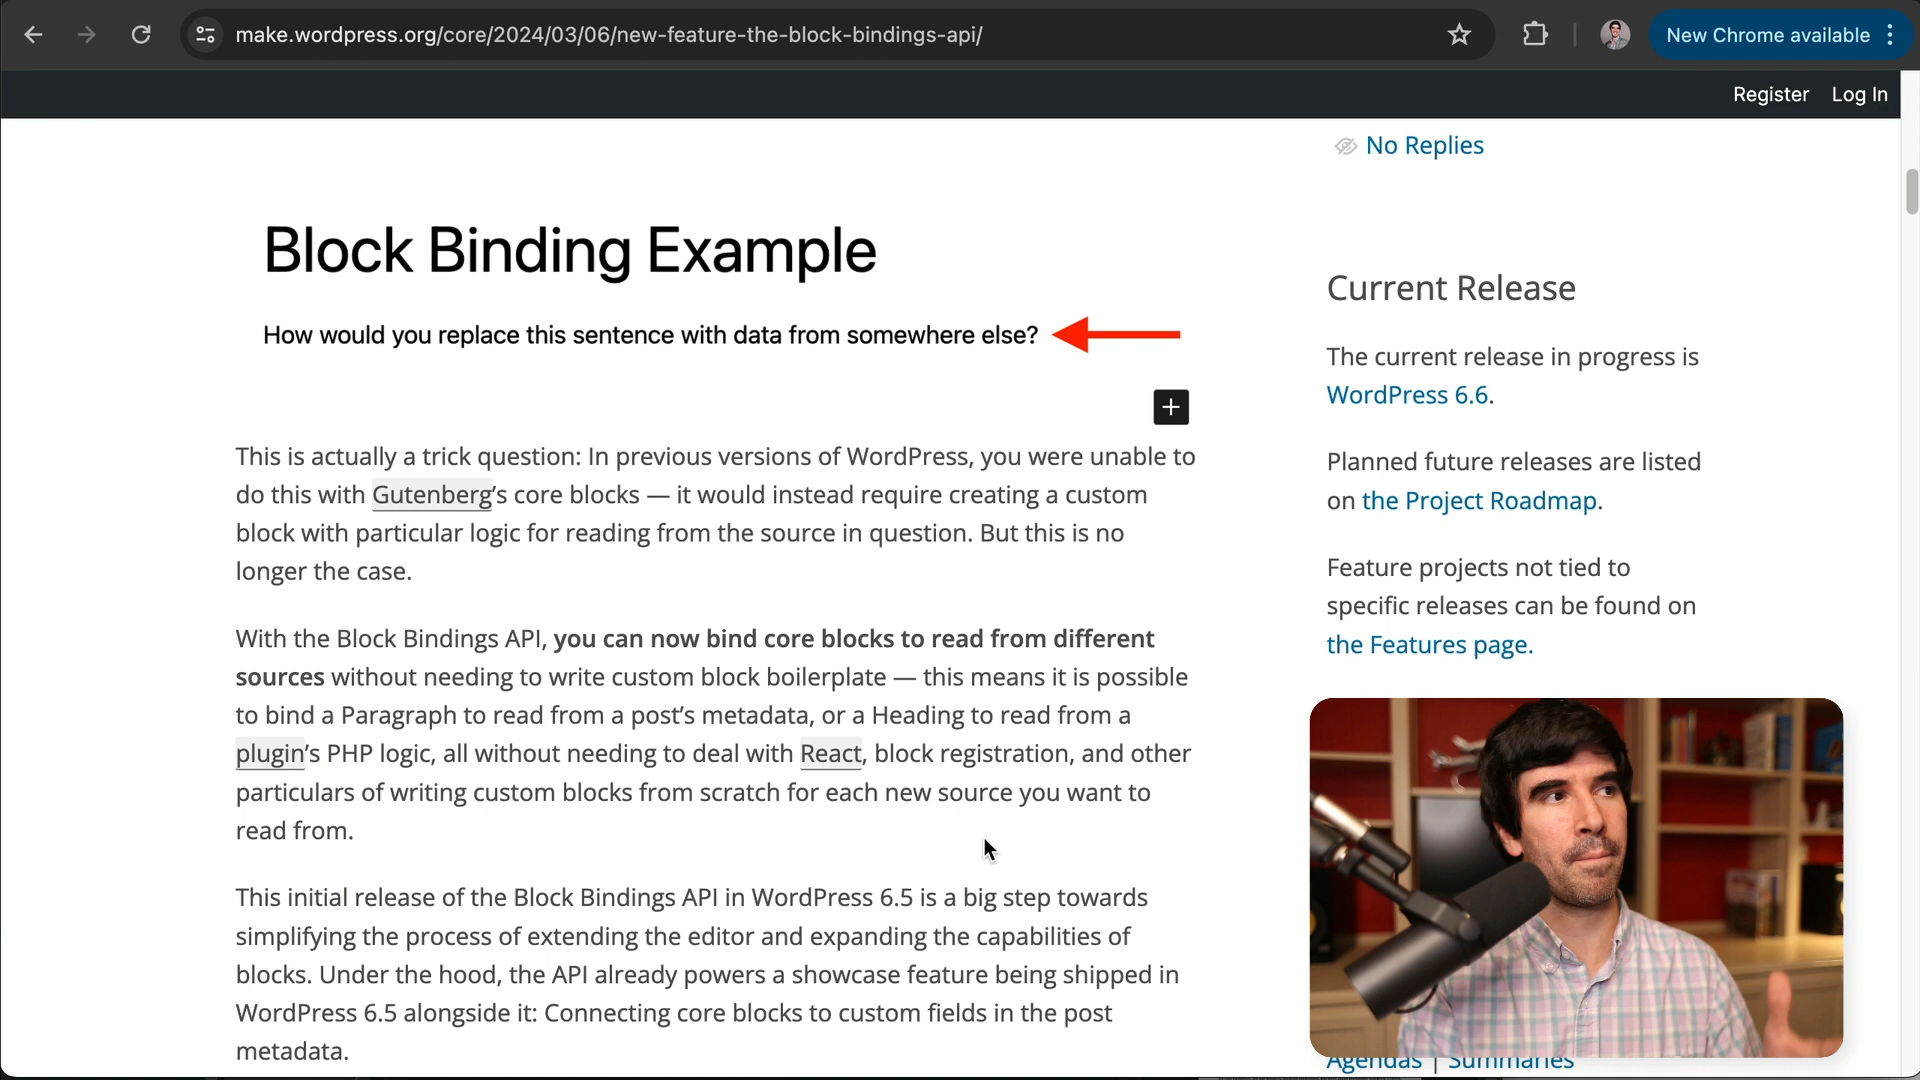 make.wordpress.org/core/2024/03/06/new-feature-the-block-bindings-api/
New Chrome available
Register Log In
No Replies
Block Binding Example
How would you replace this sentence with data from somewhere else?
This is actually a trick question: In previous versions of WordPress, you were unable to
do this with Gutenberg's core blocks — it would instead require creating a custom
block with particular logic for reading from the source in question. But this is no
longer the case.
With the Block Bindings API, you can now bind core blocks to read from different
sources without needing to write custom block boilerplate — this means it is possible
to bind a Paragraph to read from a post's metadata, or a Heading to read from a
plugin's PHP logic, all without needing to deal with React, block registration, and other
particulars of writing custom blocks from scratch for each new source you want to
read from.
This initial release of the Block Bindings API in WordPress 6.5 is a big step towards
simplifying the process of extending the editor and expanding the capabilities of
blocks. Under the hood, the API already powers a showcase feature being shipped in
WordPress 6.5 alongside it: Connecting core blocks to custom fields in the post
metadata.
Current Release
The current release in progress is
WordPress 6.6.
Planned future releases are listed
on the Project Roadmap.
Feature projects not tied to
specific releases can be found on
the Features page.
Agendas | Summaries